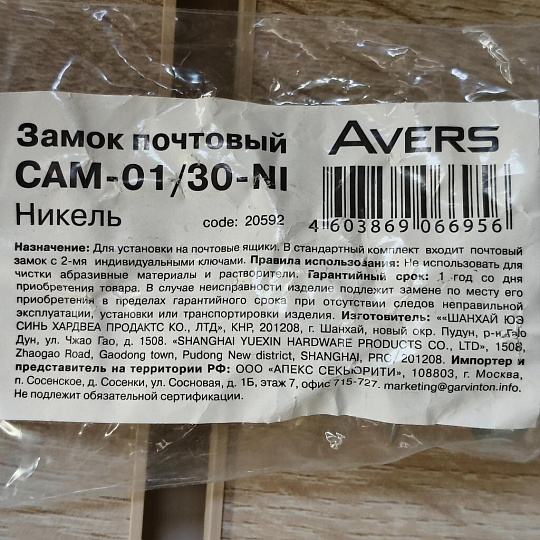 Замок почтовый
AVERS
CAM-01/30-NI
Никель
code: 20592
4 603869 066956
Назначение: Для установки на почтовые ящики. В стандартный комплект входит почтовый
замок с 2-мя индивидуальными ключами. Правила использования: Не использовать для
чистки абразивные материалы и растворители. Гарантийный срок: 1 год со дня
приобретения товара. В случае неисправности изделие подлежит замене по месту его
приобретения в пределах гарантийного срока при отсутствии следов неправильной
эксплуатации, установки или транспортировки изделия. Изготовитель: ««ШАНХАЙ ЮЭ
СИНЬ ХАРДВЕА ПРОДАКТС КО., ЛТД», КНР, 201208, г. Шанхай, новый окр. Пудун, р-н Гао
Дун, ул. Чжао Гао, д. 1508. «SHANGHAI YUEXIN HARDWARE PRODUCTS CO., LTD», 1508,
Zhaogao Road, Gaodong town, Pudong New district, SHANGHAI, PRC, 201208. Импортер и
представитель на территории РФ: ООО «АПЕКС СЕКЬЮРИТИ», 108803, г. Москва,
п. Сосенское, д. Сосенки, ул. Сосновая, д. 1Б, этаж 7, офис 715-727. marketing@garvinton.info.
Не подлежит обязательной сертификации.